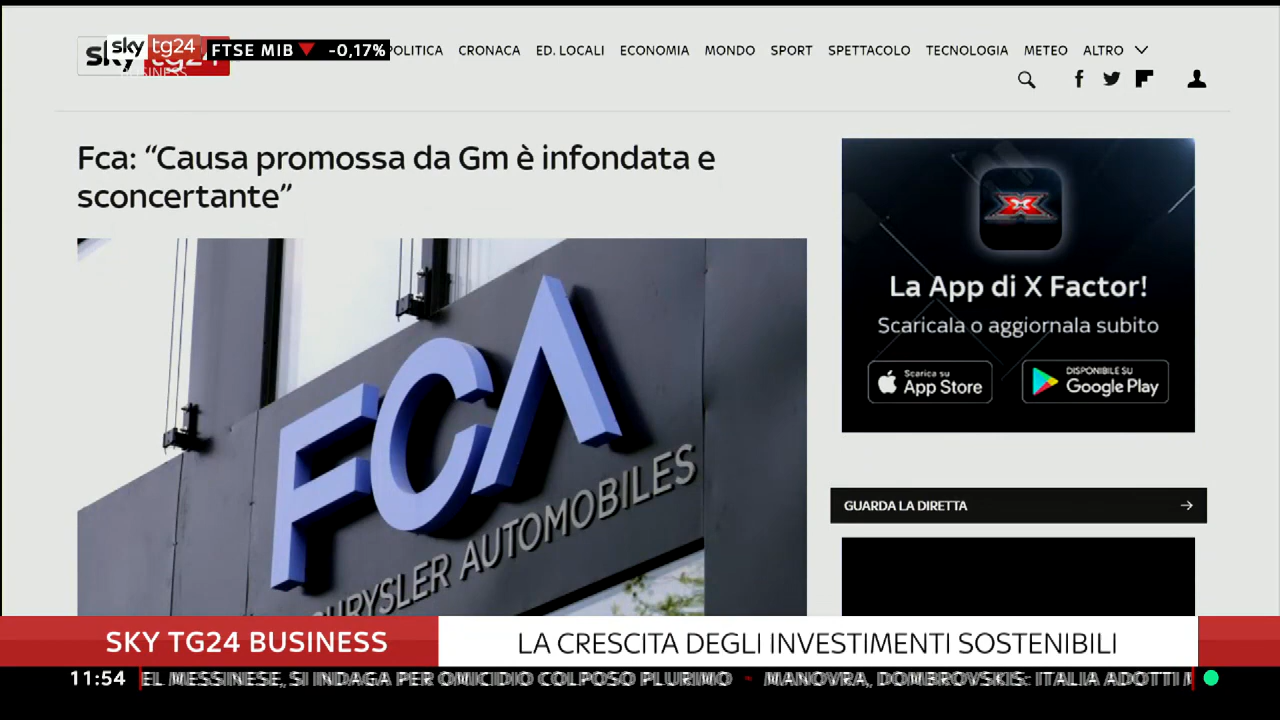 sky tg24
BUSINESS
FTSE MIB -0,17%
POLITICA CRONACA ED. LOCALI ECONOMIA MONDO SPORT SPETTACOLO TECNOLOGIA METEO ALTRO
Fca: “Causa promossa da Gm è infondata e
sconcertante”
FCA
CHRYSLER AUTOMOBILES
La App di X Factor!
Scaricala o aggiornala subito
Scarica su
App Store
DISPONIBILE SU
Google Play
GUARDA LA DIRETTA
SKY TG24 BUSINESS
LA CRESCITA DEGLI INVESTIMENTI SOSTENIBILI
11:54
EL MESSINESE, SI INDAGA PER OMICIDIO COLPOSO PLURIMO - MANOVRA, DOMBROVSKIS: ITALIA ADOTTI